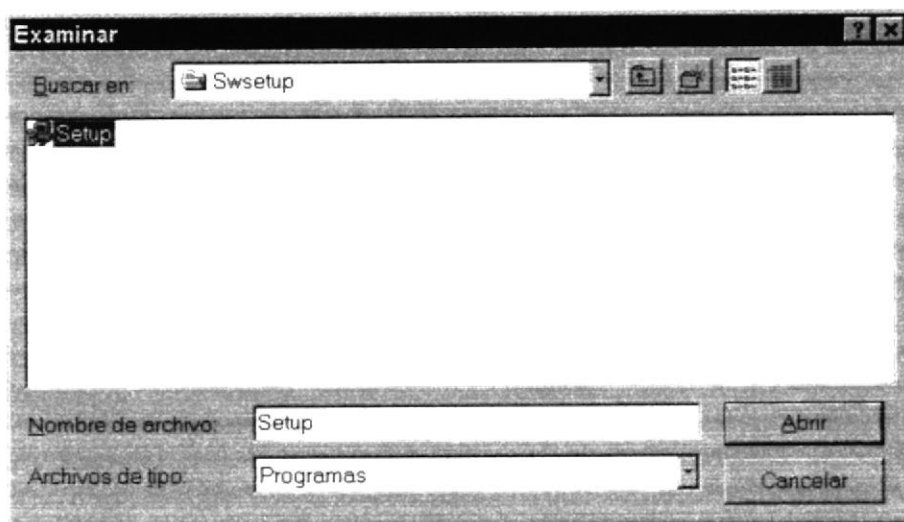 Examinar
Buscar en: Swsetup
Setup
Nombre de archivo: Setup Abrir
Archivos de tipo: Programas Cancelar